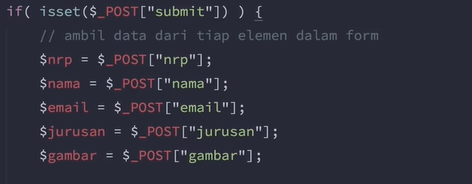 if( isset($_POST["submit"]) ) {
// ambil data dari tiap elemen dalam form
$nrp = $_POST["nrp"];
$nama = $_POST["nama"];
$email = $_POST["email"];
$jurusan = $_POST["jurusan"];
$gambar = $_POST["gambar"];